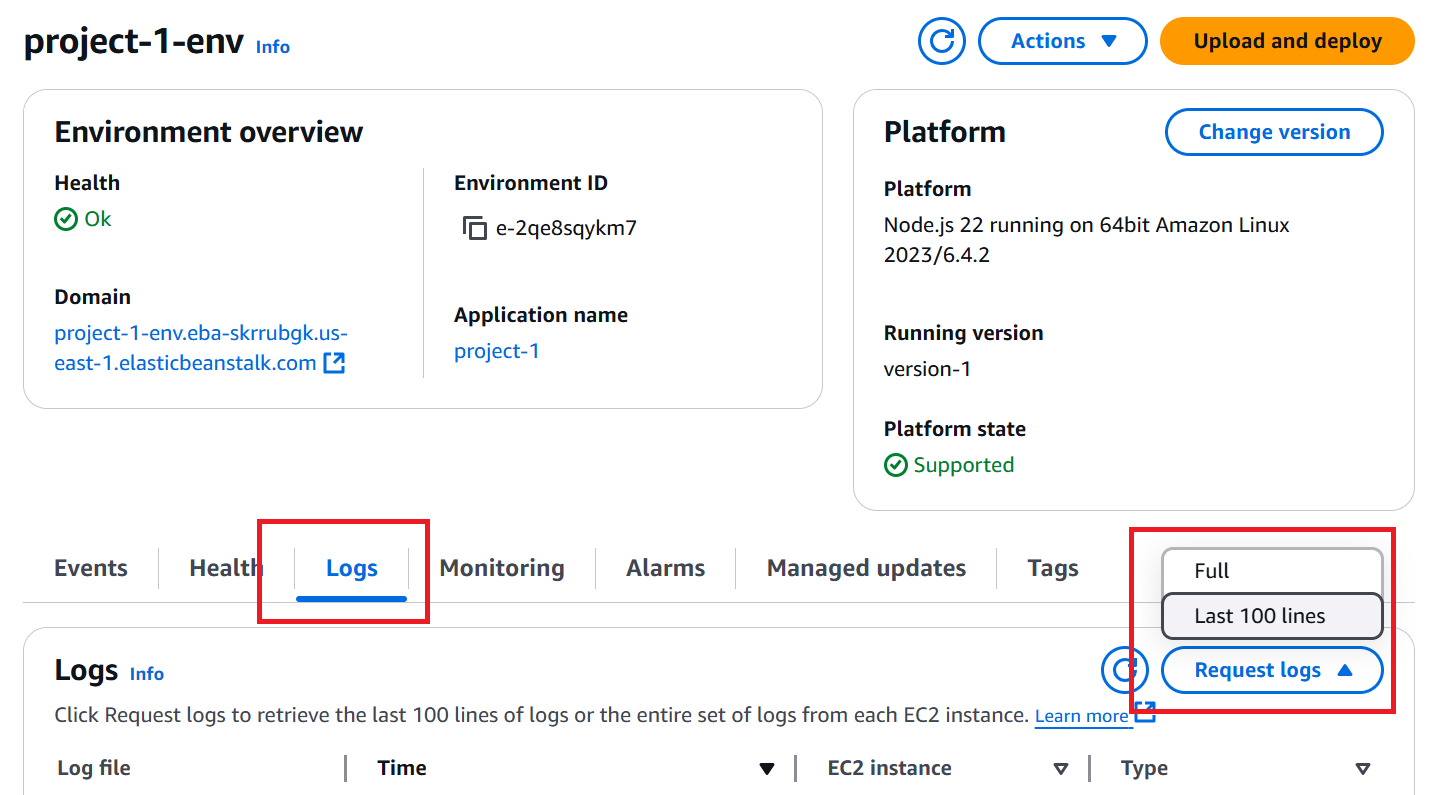 project-1-env Info
Actions
Upload and deploy
Environment overview
Health
Ok
Domain
project-1-env.eba-skrrubgk.us-
east-1.elasticbeanstalk.com
Environment ID
e-2qe8sqykm7
Application name
project-1
Platform
Change version
Platform
Node.js 22 running on 64bit Amazon Linux
2023/6.4.2
Running version
version-1
Platform state
Supported
Events Health Logs Monitoring Alarms Managed updates Tags
Full
Last 100 lines
Logs Info
Request logs
Click Request logs to retrieve the last 100 lines of logs or the entire set of logs from each EC2 instance. Learn more
Log file Time EC2 instance Type